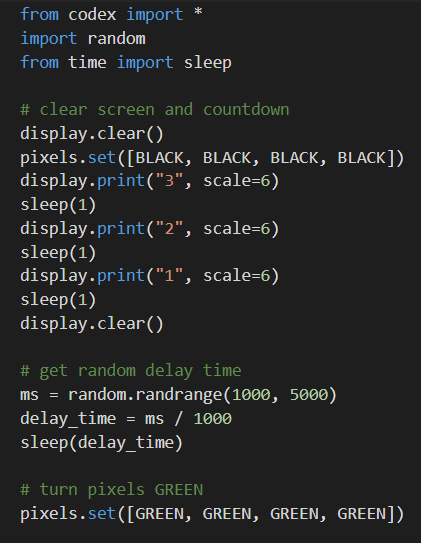 from codex import *
import random
from time import sleep
# clear screen and countdown
display.clear()
pixels.set([BLACK, BLACK, BLACK, BLACK])
display.print("3", scale=6)
sleep(1)
display.print("2", scale=6)
sleep(1)
display.print("1", scale=6)
sleep(1)
display.clear()
# get random delay time
ms = random.randrange(1000, 5000)
delay_time = ms / 1000
sleep(delay_time)
# turn pixels GREEN
pixels.set([GREEN, GREEN, GREEN, GREEN])